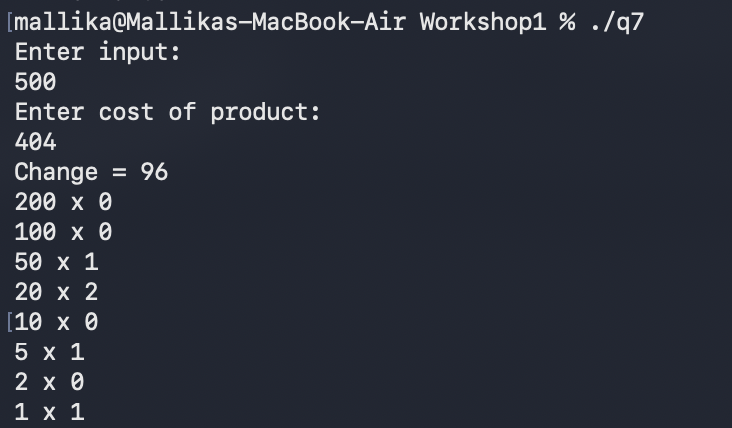 [mallika@Mallikas-MacBook-Air Workshop1 % ./q7
Enter input:
500
Enter cost of product:
404
Change = 96
200 x 0
100 x 0
50 x 1
20 x 2
[10 x 0
5 x 1
2 x 0
1 x 1